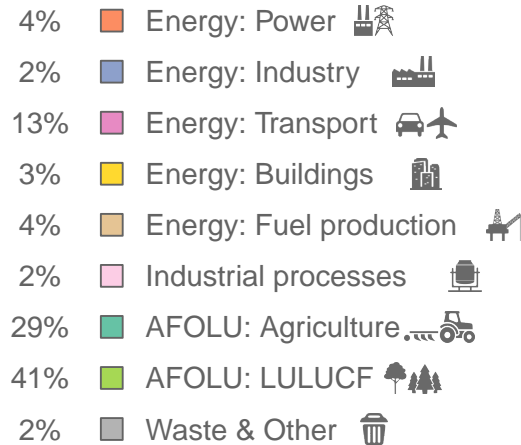 4% Energy: Power
2% Energy: Industry
13% Energy: Transport
3% Energy: Buildings
4% Energy: Fuel production
2% Industrial processes
29% AFOLU: Agriculture
41% AFOLU: LULUCF
2% Waste & Other